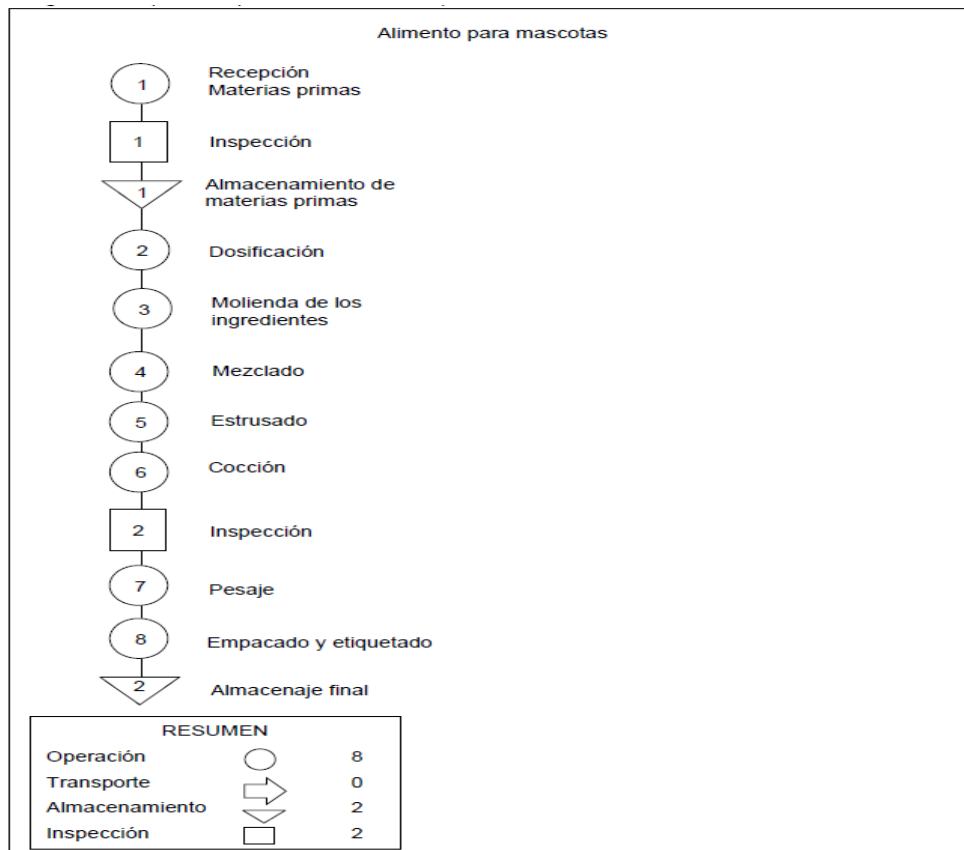 Alimento para mascotas
1 Recepción
Materias primas
1 Inspección
1 Almacenamiento de
materias primas
2 Dosificación
3 Molienda de los
ingredientes
4 Mezclado
5 Estrusado
6 Cocción
2 Inspección
7 Pesaje
8 Empacado y etiquetado
2 Almacenaje final
RESUMEN
Operación 8
Transporte 0
Almacenamiento 2
Inspección 2